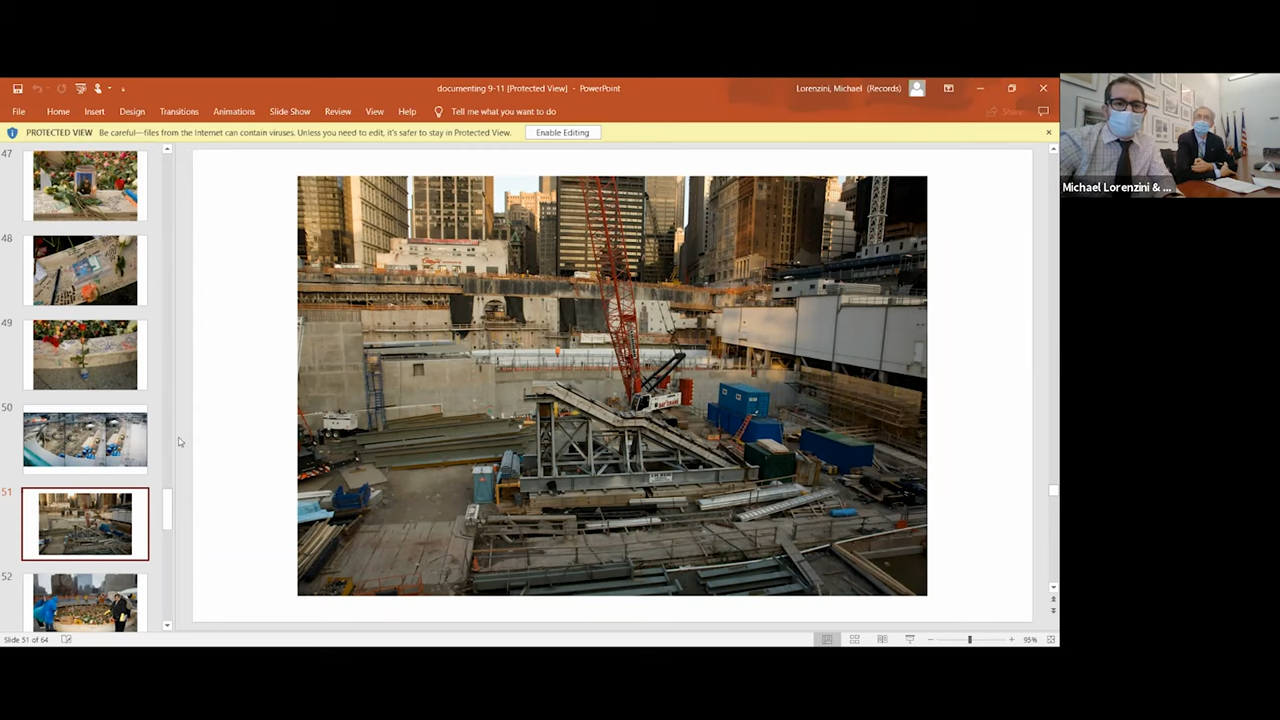 documenting 9-11 [Protected View] - PowerPoint
Lorenzini, Michael (Records)
File Home Insert Design Transitions Animations Slide Show Review View Help Tell me what you want to do Share
PROTECTED VIEW Be careful—files from the Internet can contain viruses. Unless you need to edit, it's safer to stay in Protected View. Enable Editing
47
48
49
50
51
52
Slide 51 of 64
95%
Michael Lorenzini & ...